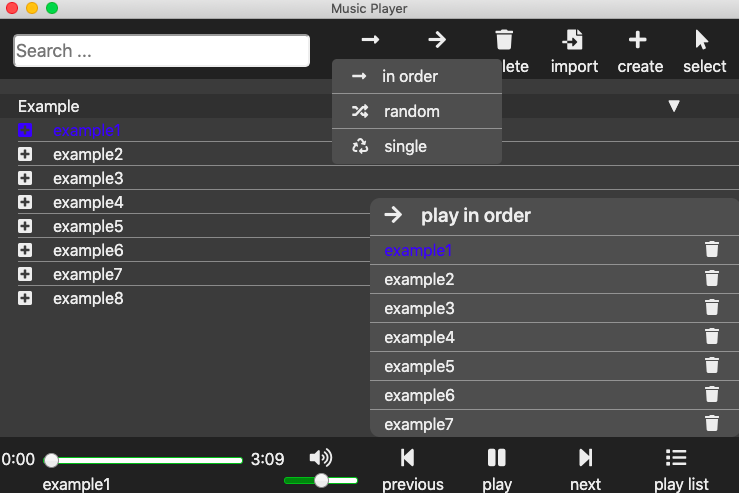 Music Player
Search ...
lete
import
create
select
in order
random
single
Example
example1
example2
example3
example4
example5
example6
example7
example8
play in order
example1
example2
example3
example4
example5
example6
example7
0:00
3:09
example1
previous
play
next
play list